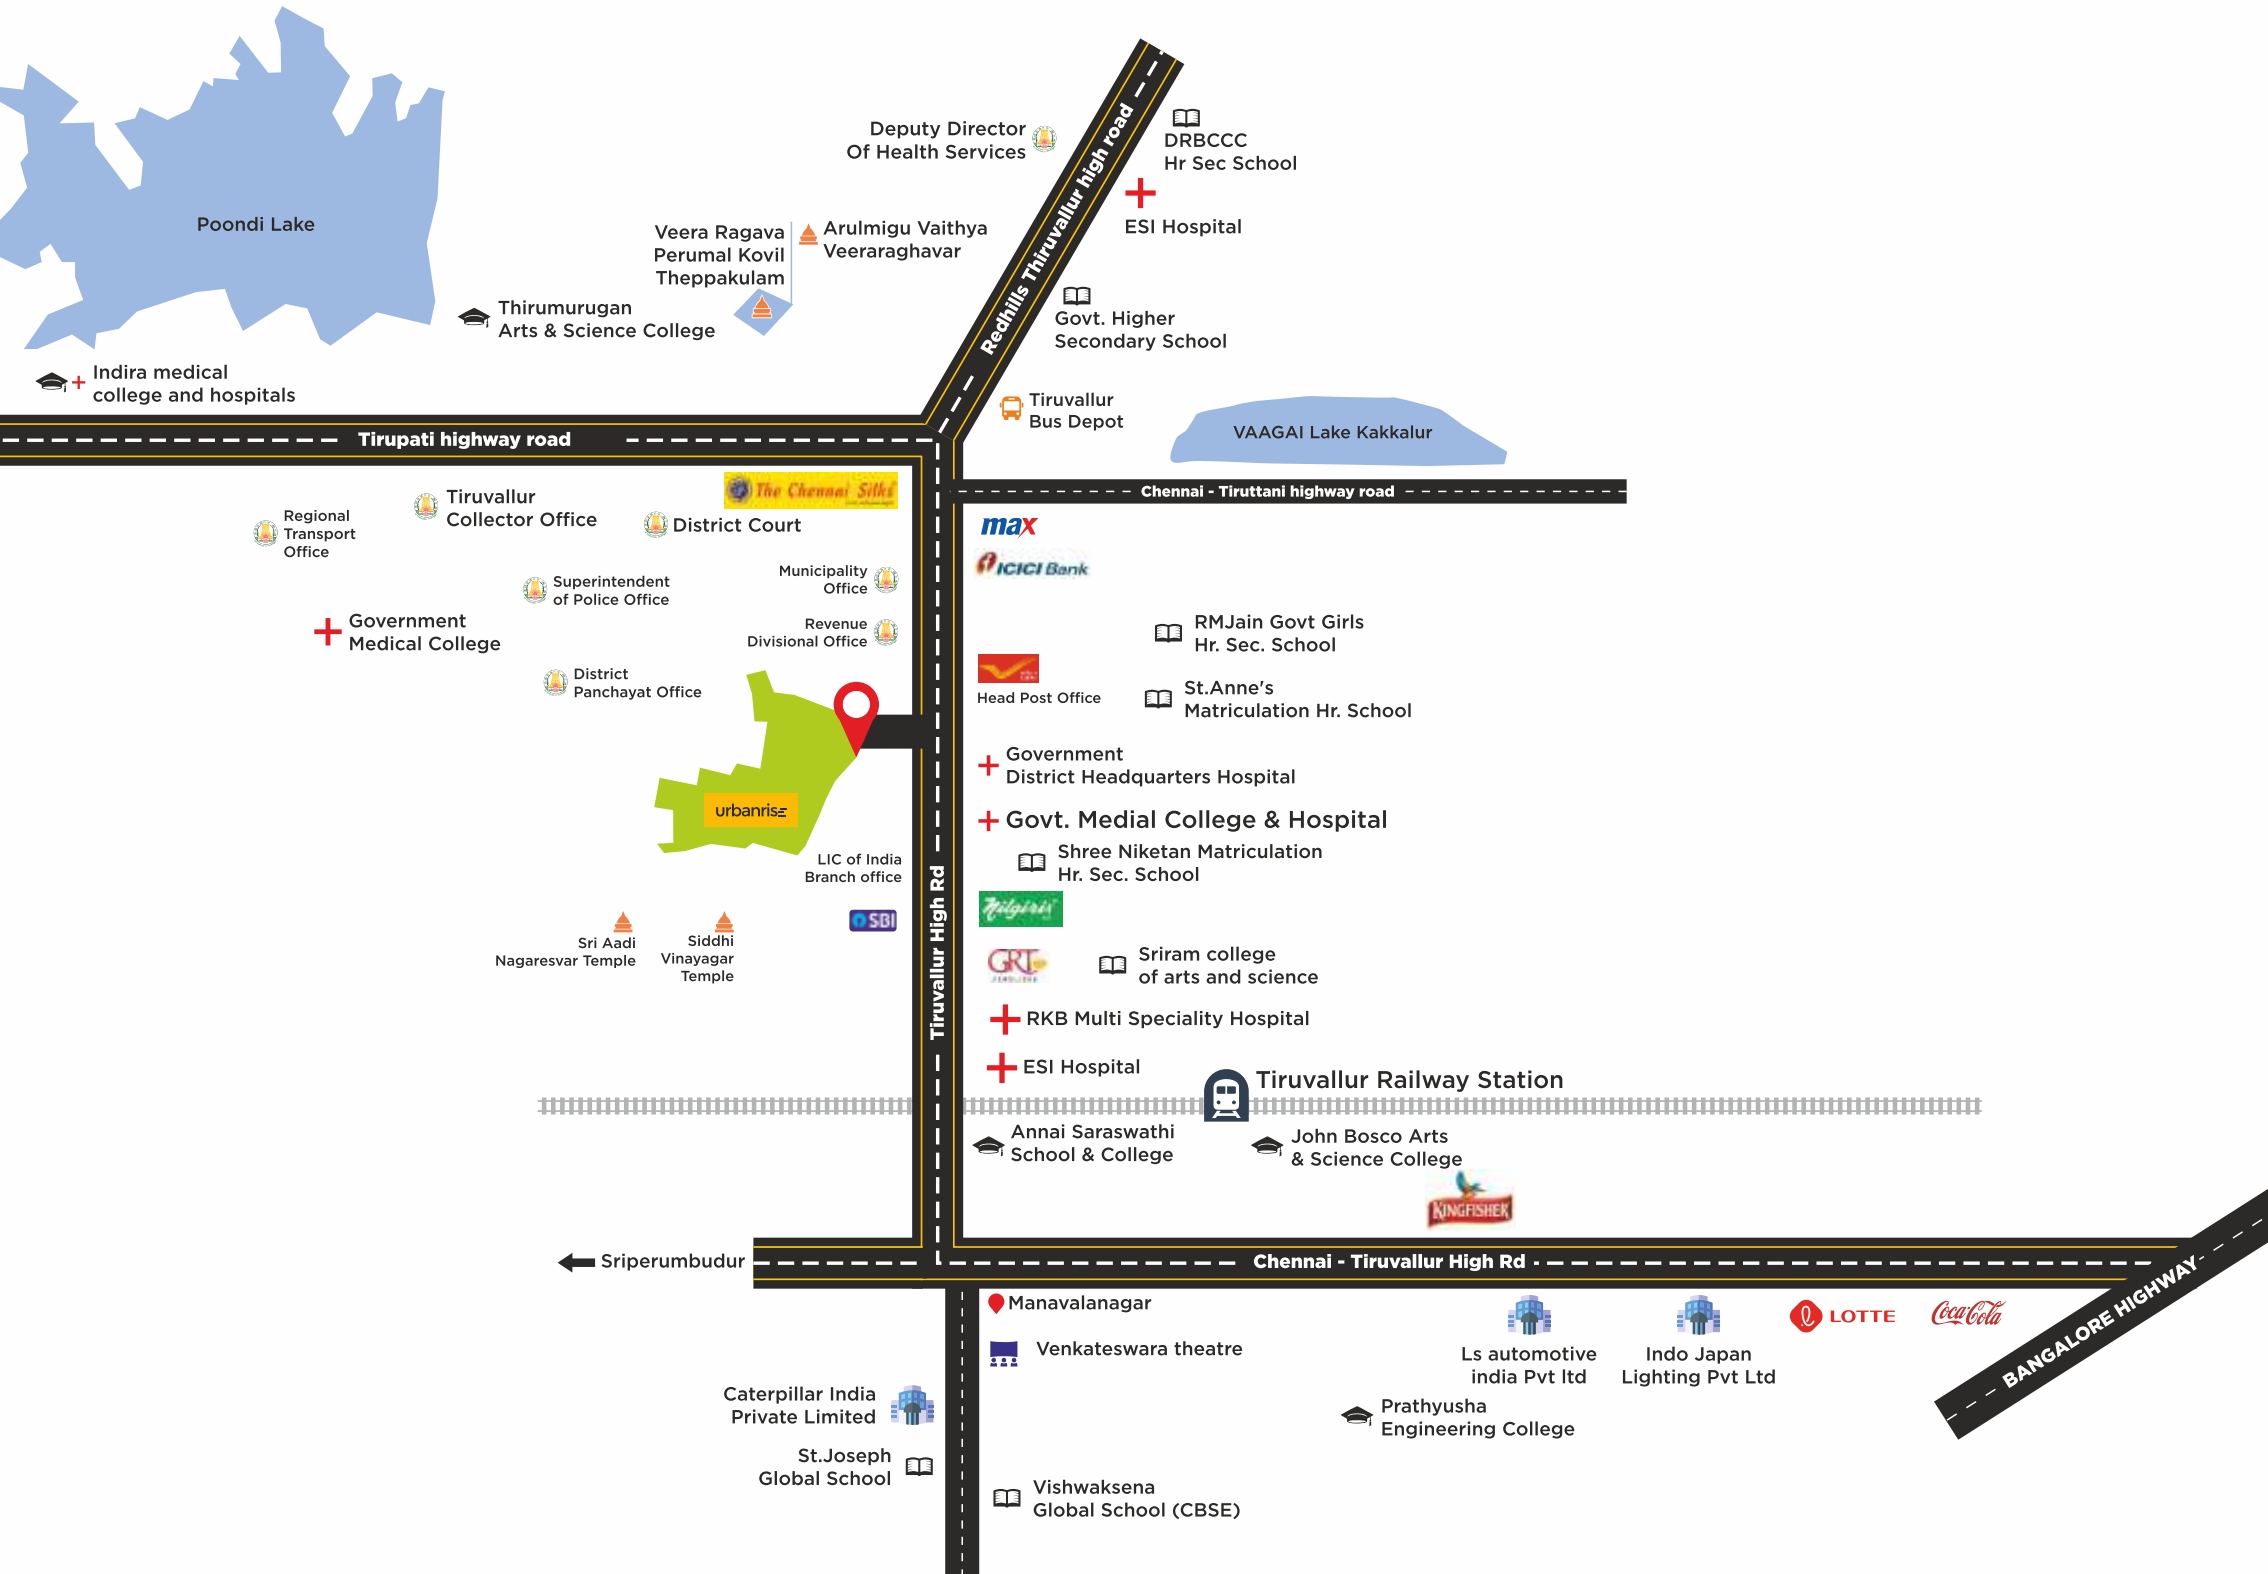 Deputy Director
Of Health Services
DRBCCC
Hr Sec School
ESI Hospital
Redhills Thiruvallur high road
Poondi Lake
Veera Ragava
Perumal Kovil
Theppakulam
Arulmigu Vaithya
Veeraraghavar
Thirumurugan
Arts & Science College
Govt. Higher
Secondary School
Indira medical
college and hospitals
Tiruvallur
Bus Depot
VAAGAI Lake Kakkalur
Tirupati highway road
Chennai - Tiruttani highway road
The Chennai Silks
Tiruvallur
Collector Office
District Court
Regional
Transport
Office
max
ICICI Bank
Municipality
Office
Superintendent
of Police Office
Government
Medical College
Revenue
Divisional Office
RMJain Govt Girls
Hr. Sec. School
District
Panchayat Office
Head Post Office
St.Anne's
Matriculation Hr. School
Government
District Headquarters Hospital
urbanrise
Govt. Medial College & Hospital
LIC of India
Branch office
Shree Niketan Matriculation
Hr. Sec. School
SBI
Nilgiris
Tiruvallur High Rd
Sri Aadi
Nagaresvar Temple
Siddhi
Vinayagar
Temple
GRT
Sriram college
of arts and science
RKB Multi Speciality Hospital
ESI Hospital
Tiruvallur Railway Station
Annai Saraswathi
School & College
John Bosco Arts
& Science College
KINGFISHER
Sriperumbudur
Chennai - Tiruvallur High Rd
BANGALORE HIGHWAY
Manavalanagar
LOTTE
Coca-Cola
Venkateswara theatre
Ls automotive
india Pvt ltd
Indo Japan
Lighting Pvt Ltd
Caterpillar India
Private Limited
Prathyusha
Engineering College
St.Joseph
Global School
Vishwaksena
Global School (CBSE)